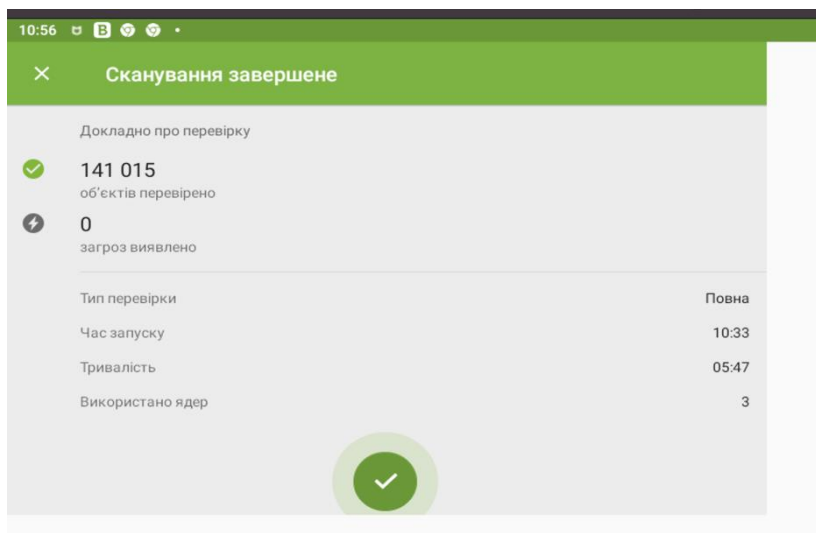 10:56 B
Сканування завершене
Докладно про перевірку
141 015
об'єктів перевірено
0
загроз виявлено
Тип перевірки Повна
Час запуску 10:33
Тривалість 05:47
Використано ядер 3